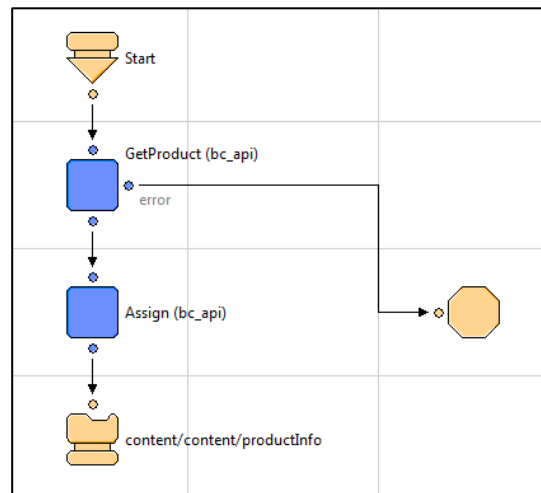 Start
GetProduct (bc_api)
error
Assign (bc_api)
content/content/productInfo